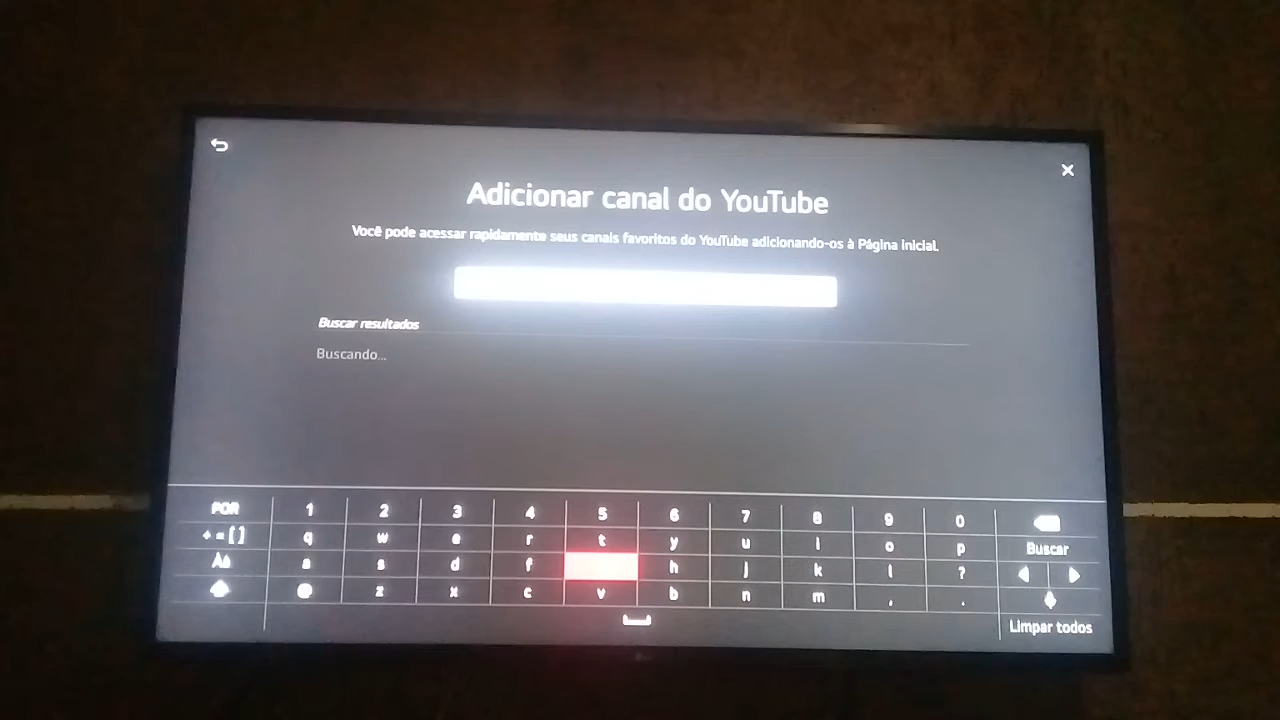 Adicionar canal do YouTube
Você pode acessar rapidamente seus canais favoritos do YouTube adicionando-os à Página inicial.
Buscar resultados
Buscando...
POR 1 2 3 4 5 6 7 8 9 0
+=[] q w e r t y u i o p Buscar
Aá a s d f h j k l ?
@ z x c v b n m , .
Limpar todos